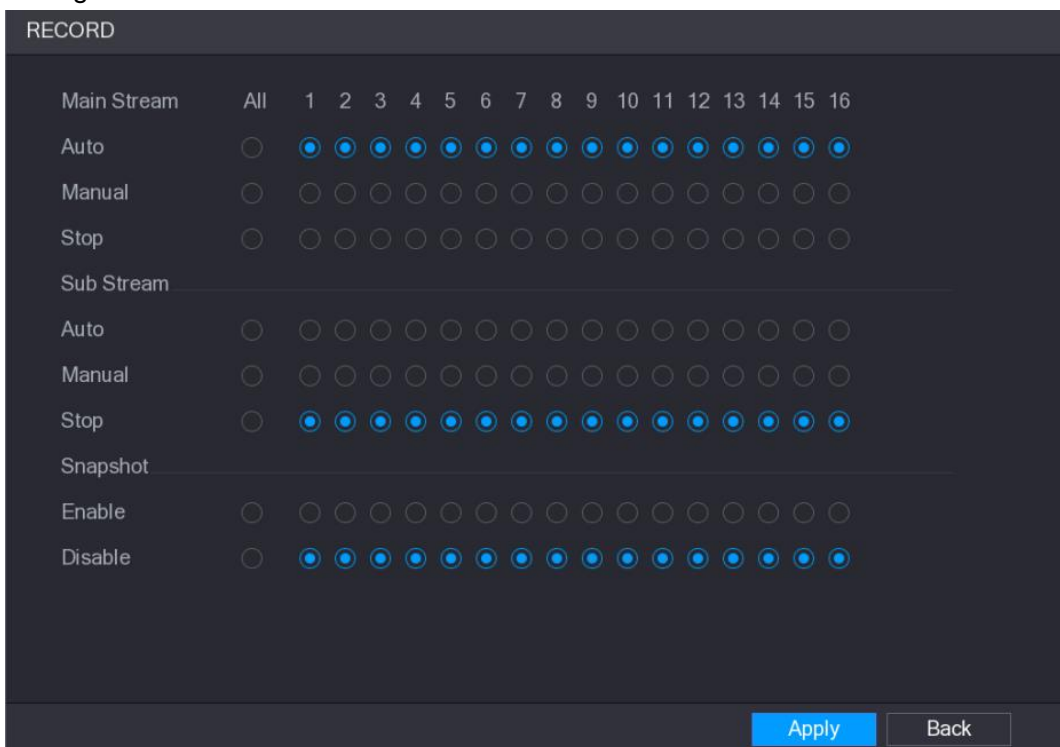 RECORD
Main Stream All 1 2 3 4 5 6 7 8 9 10 11 12 13 14 15 16
Auto
Manual
Stop
Sub Stream
Auto
Manual
Stop
Snapshot
Enable
Disable
Apply Back